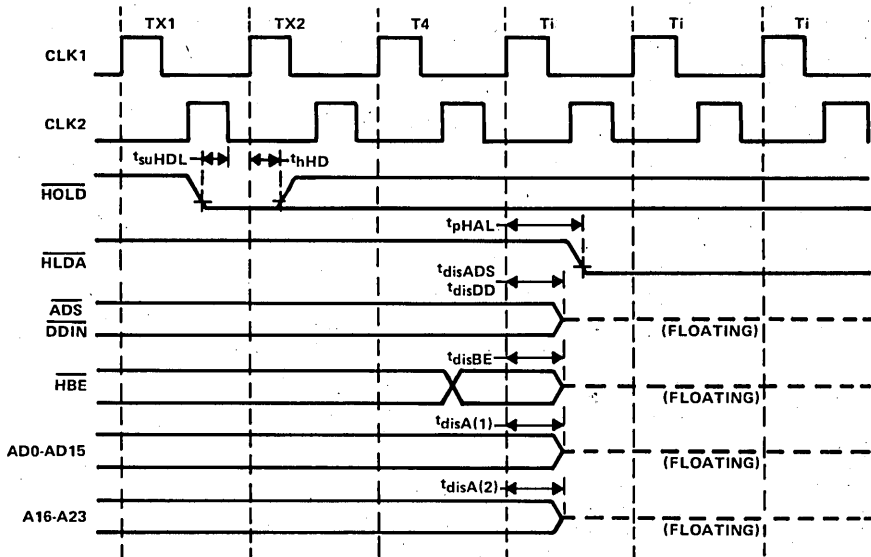 TX1 TX2 T4 Ti Ti Ti
CLK1
CLK2
tsuHDL thHD
HOLD
tpHAL
HLDA
tdisADS
tdisDD
ADS
DDIN
(FLOATING)
tdisBE
HBE
(FLOATING)
tdisA(1)
AD0-AD15
(FLOATING)
tdisA(2)
A16-A23
(FLOATING)